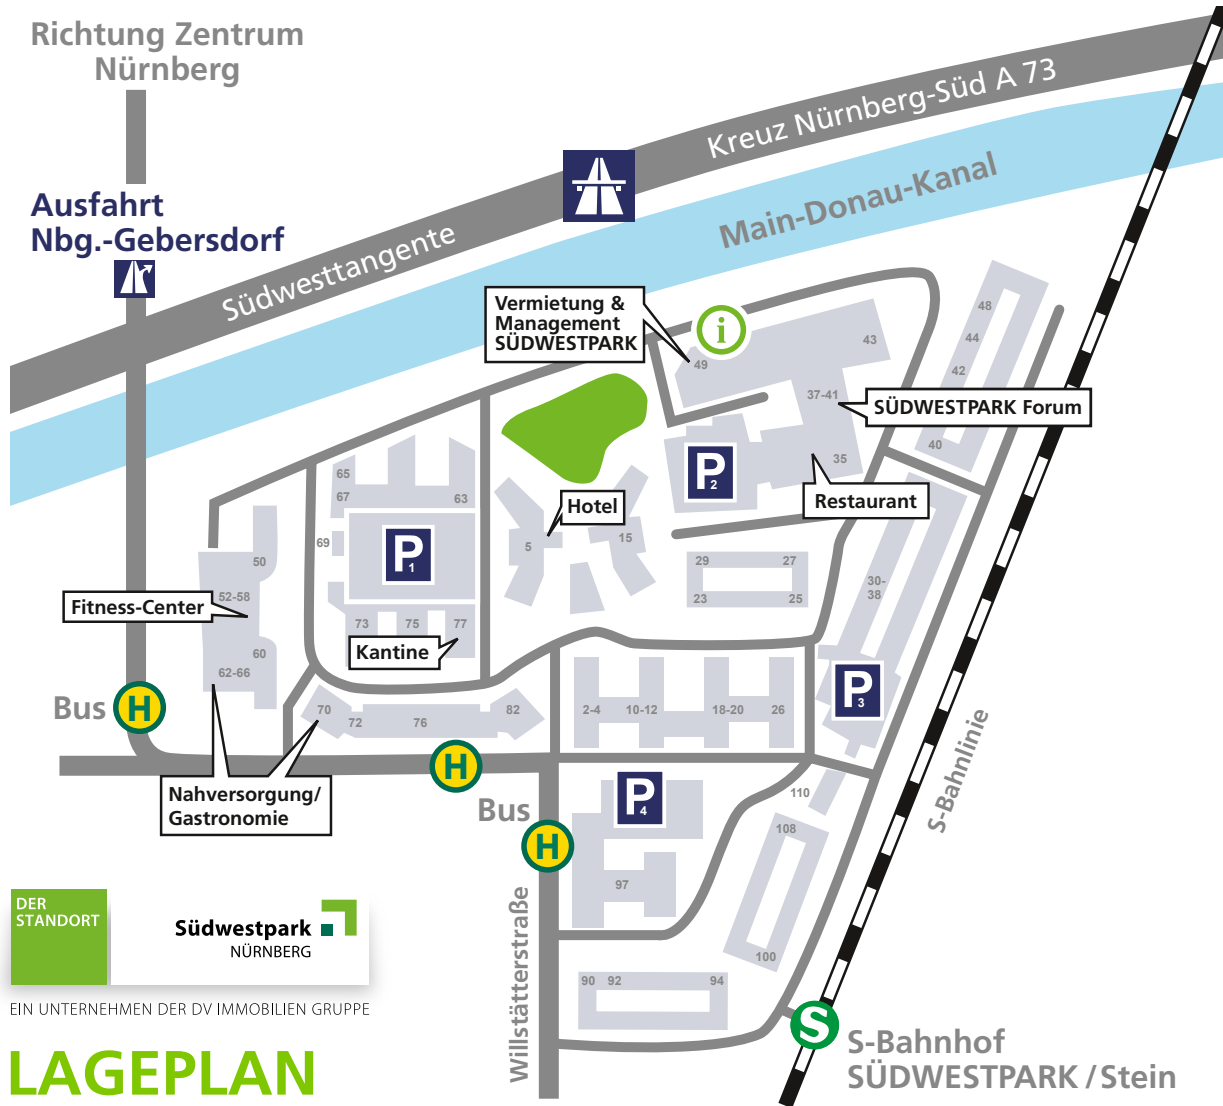 Richtung Zentrum
Nürnberg
Kreuz Nürnberg-Süd A 73
Main-Donau-Kanal
Ausfahrt
Nbg.-Gebersdorf
Südwesttangente
Vermietung &
Management
SÜDWESTPARK
i
49
43
48
44
42
40
37-41
SÜDWESTPARK Forum
35
P2
Restaurant
65
67
63
69
P1
Hotel
5
15
29
27
23
25
30-
38
50
52-58
Fitness-Center
60
62-66
73
75
77
Kantine
Bus H
70
72
76
82
2-4
10-12
18-20
26
P3
H
Nahversorgung/
Gastronomie
Bus
H
P4
110
108
97
100
90
92
94
S-Bahnlinie
Willstätterstraße
DER
STANDORT
Südwestpark
NÜRNBERG
EIN UNTERNEHMEN DER DV IMMOBILIEN GRUPPE
LAGEPLAN
S
S-Bahnhof
SÜDWESTPARK / Stein